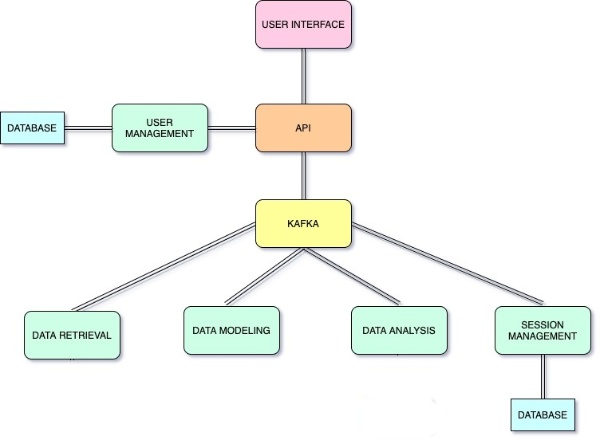 USER INTERFACE
DATABASE
USER
MANAGEMENT
API
KAFKA
DATA RETRIEVAL
DATA MODELING
DATA ANALYSIS
SESSION
MANAGEMENT
DATABASE